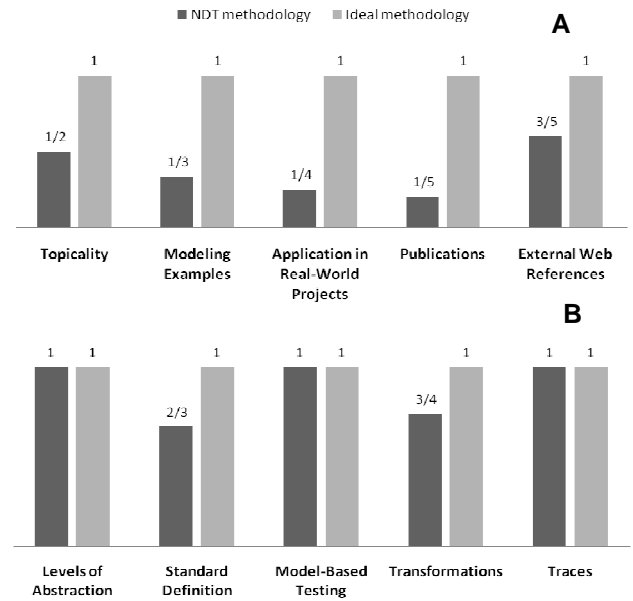 NDT methodology Ideal methodology
A
1 1 1 1 1
1/2 1/3 1/4 1/5 3/5
Topicality Modeling Application in Publications External Web
Examples Real-World References
Projects
B
1 1 1 1 1 1 1 1
2/3 3/4
Levels of Standard Model-Based Transformations Traces
Abstraction Definition Testing